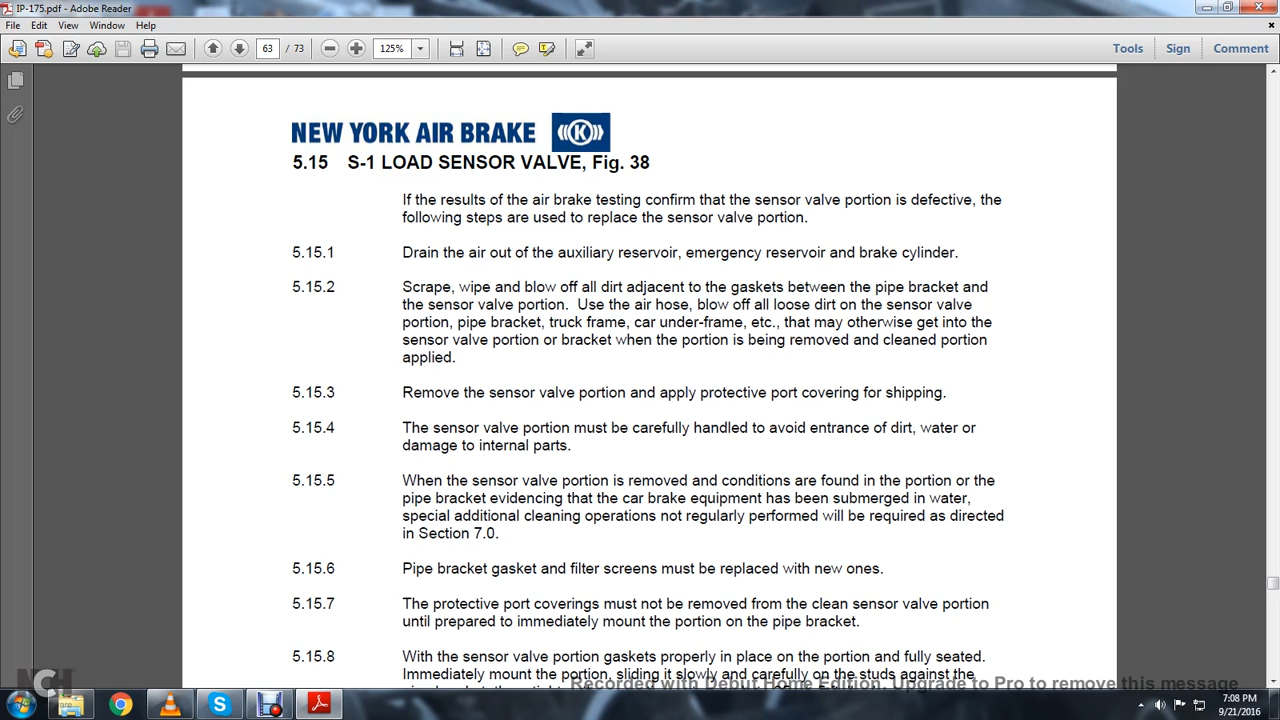 IP-175.pdf - Adobe Reader
File Edit View Window Help
63 / 73 125% Tools Sign Comment
NEW YORK AIR BRAKE K
5.15 S-1 LOAD SENSOR VALVE, Fig. 38
If the results of the air brake testing confirm that the sensor valve portion is defective, the
following steps are used to replace the sensor valve portion.
5.15.1 Drain the air out of the auxiliary reservoir, emergency reservoir and brake cylinder.
5.15.2 Scrape, wipe and blow off all dirt adjacent to the gaskets between the pipe bracket and
the sensor valve portion. Use the air hose, blow off all loose dirt on the sensor valve
portion, pipe bracket, truck frame, car under-frame, etc., that may otherwise get into the
sensor valve portion or bracket when the portion is being removed and cleaned portion
applied.
5.15.3 Remove the sensor valve portion and apply protective port covering for shipping.
5.15.4 The sensor valve portion must be carefully handled to avoid entrance of dirt, water or
damage to internal parts.
5.15.5 When the sensor valve portion is removed and conditions are found in the portion or the
pipe bracket evidencing that the car brake equipment has been submerged in water,
special additional cleaning operations not regularly performed will be required as directed
in Section 7.0.
5.15.6 Pipe bracket gasket and filter screens must be replaced with new ones.
5.15.7 The protective port coverings must not be removed from the clean sensor valve portion
until prepared to immediately mount the portion on the pipe bracket.
5.15.8 With the sensor valve portion gaskets properly in place on the portion and fully seated.
Immediately mount the portion, sliding it slowly and carefully on the studs against the
Recorded with Debut Home Edition. Upgrade to Pro to remove this message
NCH
7:08 PM
9/21/2016